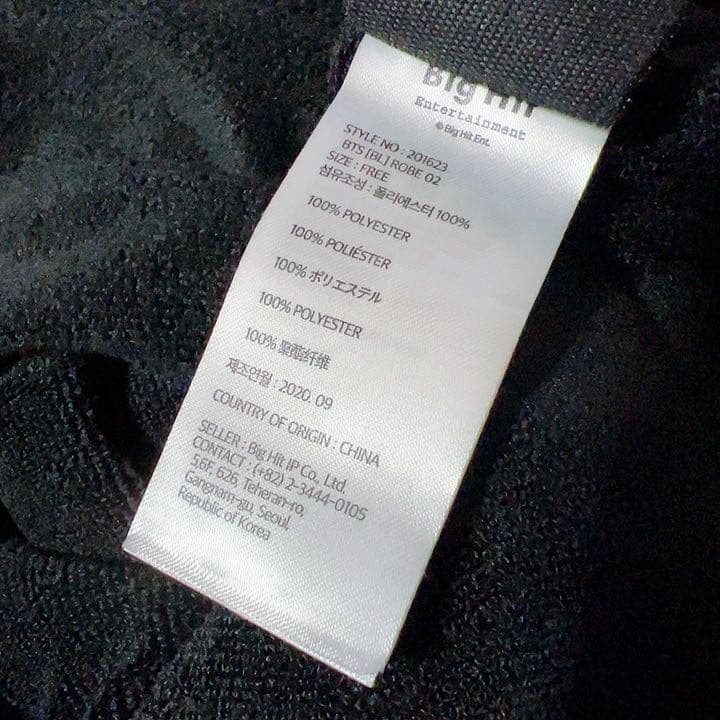 Big Hit
Entertainment
© Big Hit Ent.
STYLE NO : 201623
BTS [BL] ROBE 02
SIZE : FREE
섬유조성 : 폴리에스터 100%
100% POLYESTER
100% POLIÉSTER
100% ポリエステル
100% POLYESTER
100% 聚酯纤维
제조연월 : 2020. 09
COUNTRY OF ORIGIN : CHINA
SELLER : Big Hit IP Co., Ltd.
CONTACT : (+82) 2-3444-0105
5,6F, 626, Teheran-ro,
Gangnam-gu, Seoul,
Republic of Korea